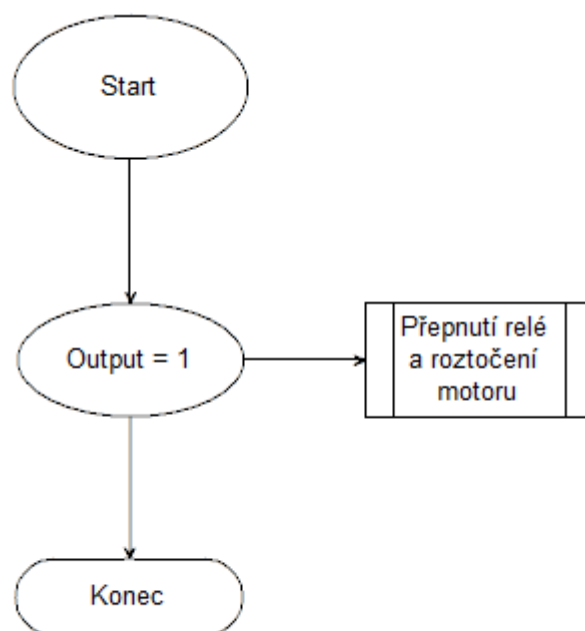 Start
Output = 1
Přepnutí relé
a roztočení
motoru
Konec